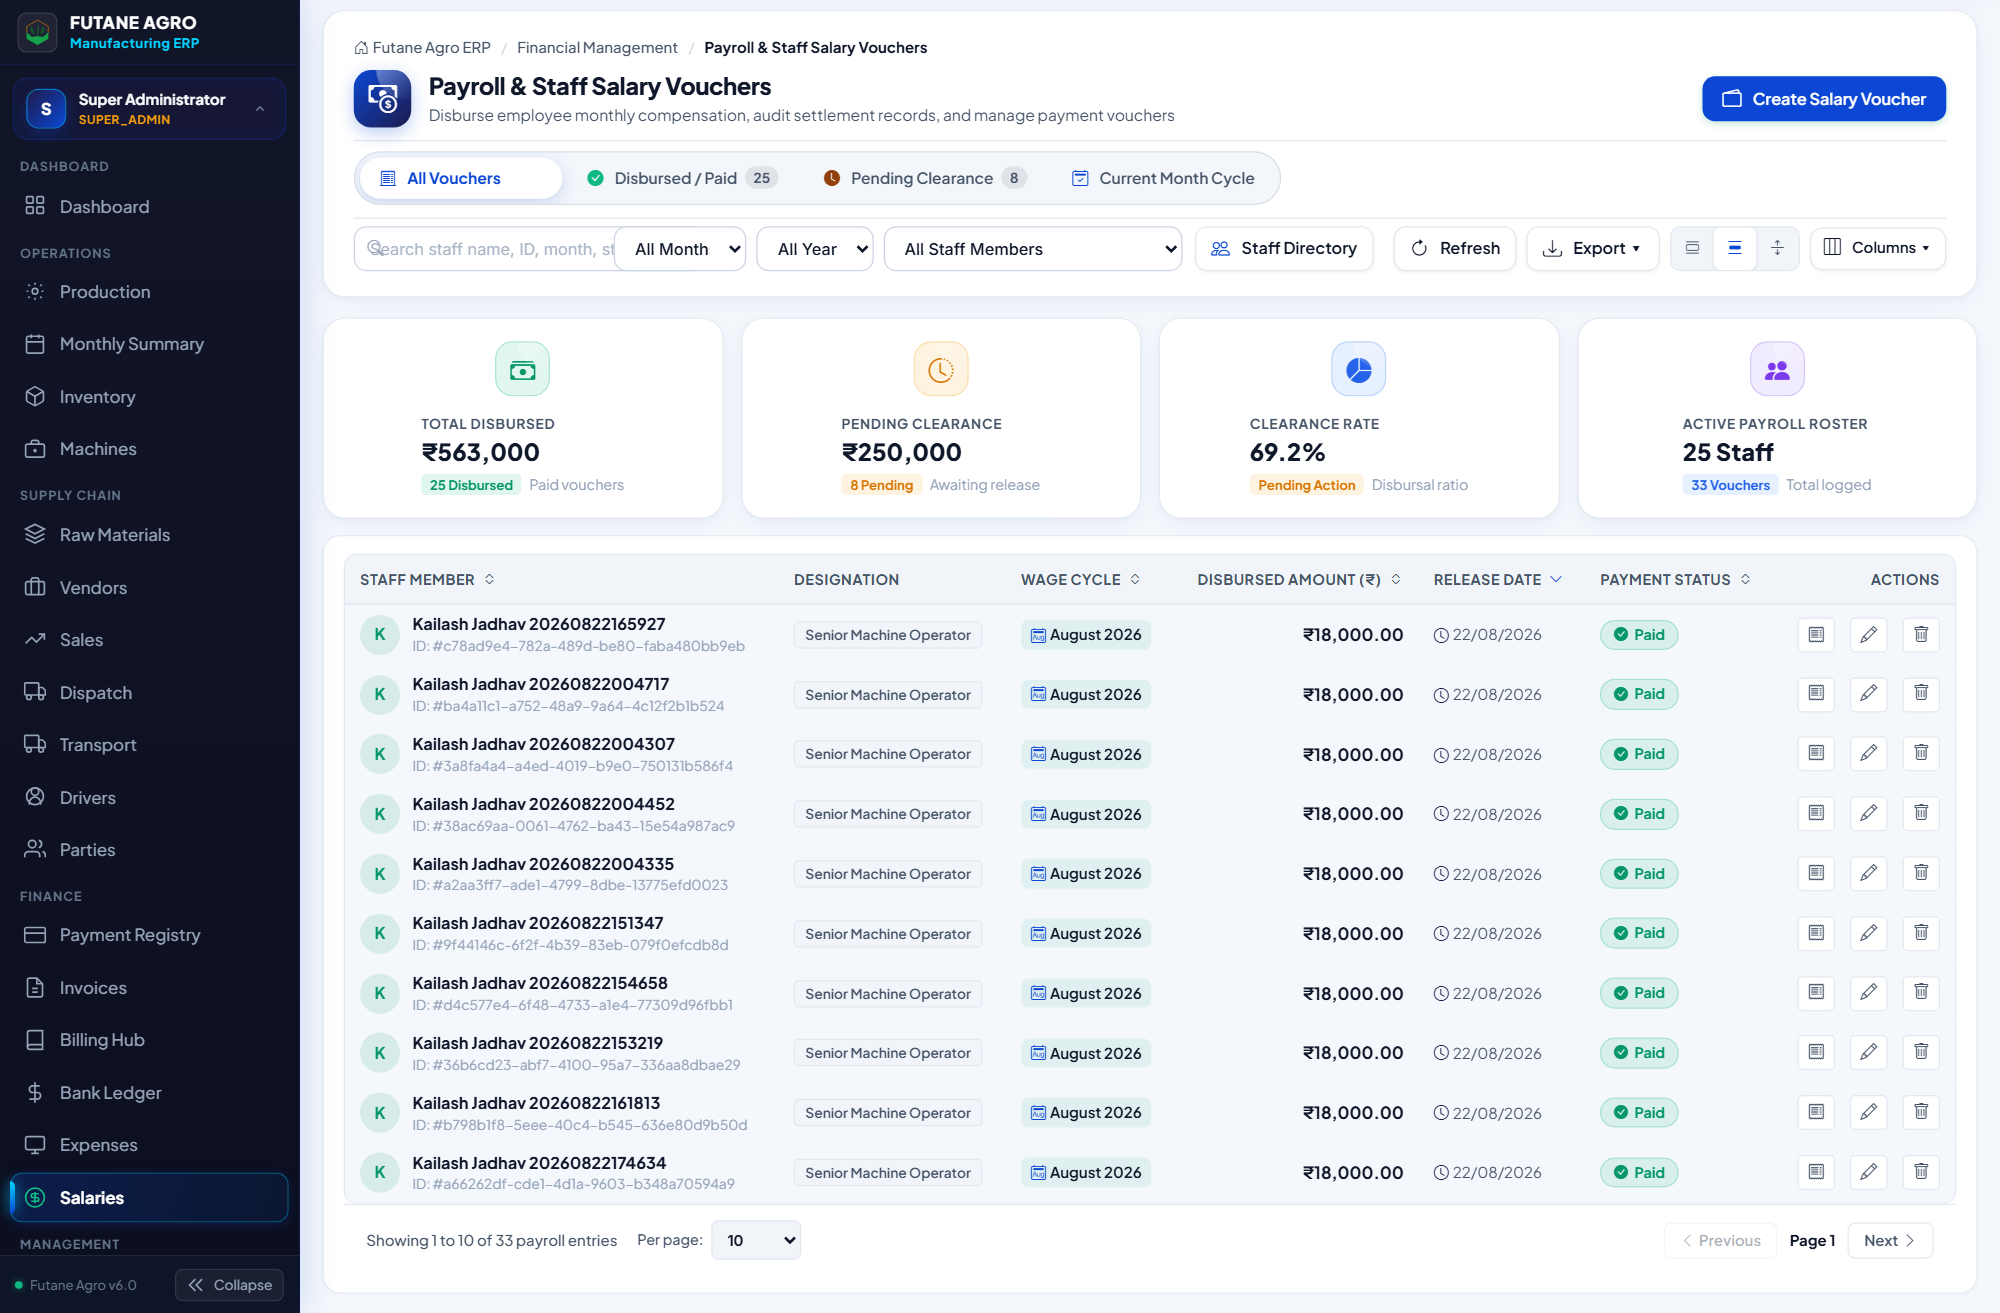 FUTANE AGRO
Manufacturing ERP
S
Super Administrator
SUPER_ADMIN
DASHBOARD
Dashboard
OPERATIONS
Production
Monthly Summary
Inventory
Machines
SUPPLY CHAIN
Raw Materials
Vendors
Sales
Dispatch
Transport
Drivers
Parties
FINANCE
Payment Registry
Invoices
Billing Hub
Bank Ledger
Expenses
Salaries
MANAGEMENT
Futane Agro v6.0
Collapse
Futane Agro ERP / Financial Management / Payroll & Staff Salary Vouchers
Payroll & Staff Salary Vouchers
Disburse employee monthly compensation, audit settlement records, and manage payment vouchers
Create Salary Voucher
All Vouchers
Disbursed / Paid 25
Pending Clearance 8
Current Month Cycle
Search staff name, ID, month, st
All Month
All Year
All Staff Members
Staff Directory
Refresh
Export
Columns
TOTAL DISBURSED
₹563,000
25 Disbursed Paid vouchers
PENDING CLEARANCE
₹250,000
8 Pending Awaiting release
CLEARANCE RATE
69.2%
Pending Action Disbursal ratio
ACTIVE PAYROLL ROSTER
25 Staff
33 Vouchers Total logged
STAFF MEMBER DESIGNATION WAGE CYCLE DISBURSED AMOUNT (₹) RELEASE DATE PAYMENT STATUS ACTIONS
K Kailash Jadhav 20260822165927 Senior Machine Operator August 2026 ₹18,000.00 22/08/2026 Paid
ID: #c78ad9e4-782a-489d-be80-faba480bb9eb
K Kailash Jadhav 20260822004717 Senior Machine Operator August 2026 ₹18,000.00 22/08/2026 Paid
ID: #ba4a11c1-a752-48a9-9a64-4c12f2b1b524
K Kailash Jadhav 20260822004307 Senior Machine Operator August 2026 ₹18,000.00 22/08/2026 Paid
ID: #3a8fa4a4-a4ed-4019-b9e0-750131b586f4
K Kailash Jadhav 20260822004452 Senior Machine Operator August 2026 ₹18,000.00 22/08/2026 Paid
ID: #38ac69aa-0061-4762-ba43-15e54a987ac9
K Kailash Jadhav 20260822004335 Senior Machine Operator August 2026 ₹18,000.00 22/08/2026 Paid
ID: #a2aa3ff7-ade1-4799-8dbe-13775efd0023
K Kailash Jadhav 20260822151347 Senior Machine Operator August 2026 ₹18,000.00 22/08/2026 Paid
ID: #9f44146c-6f2f-4b39-83eb-079f0efcdb8d
K Kailash Jadhav 20260822154658 Senior Machine Operator August 2026 ₹18,000.00 22/08/2026 Paid
ID: #d4c577e4-6f48-4733-a1e4-77309d96fbb1
K Kailash Jadhav 20260822153219 Senior Machine Operator August 2026 ₹18,000.00 22/08/2026 Paid
ID: #36b6cd23-abf7-4100-95a7-336aa8dbae29
K Kailash Jadhav 20260822161813 Senior Machine Operator August 2026 ₹18,000.00 22/08/2026 Paid
ID: #b798b1f8-5eee-40c4-b545-636e80d9b50d
K Kailash Jadhav 20260822174634 Senior Machine Operator August 2026 ₹18,000.00 22/08/2026 Paid
ID: #a66262df-cde1-4d1a-9603-b348a70594a9
Showing 1 to 10 of 33 payroll entries Per page: 10
Previous Page 1 Next